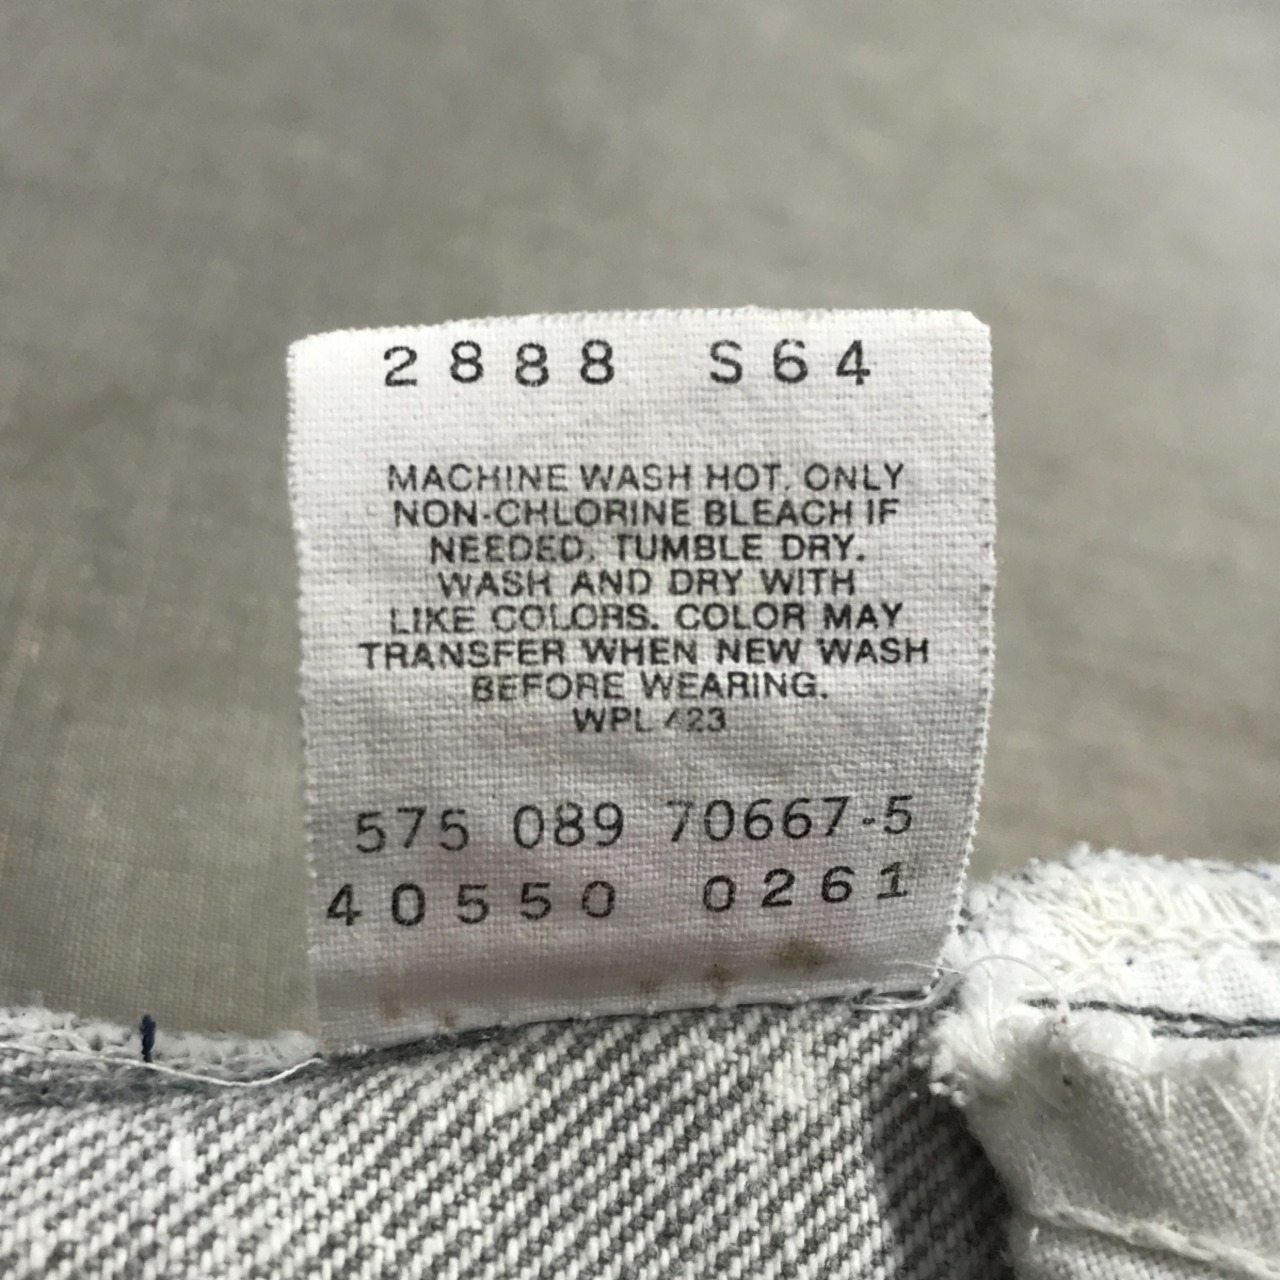 2888 S64
MACHINE WASH HOT. ONLY
NON-CHLORINE BLEACH IF
NEEDED. TUMBLE DRY.
WASH AND DRY WITH
LIKE COLORS. COLOR MAY
TRANSFER WHEN NEW WASH
BEFORE WEARING.
WPL 423
575 089 70667-5
40550 0261